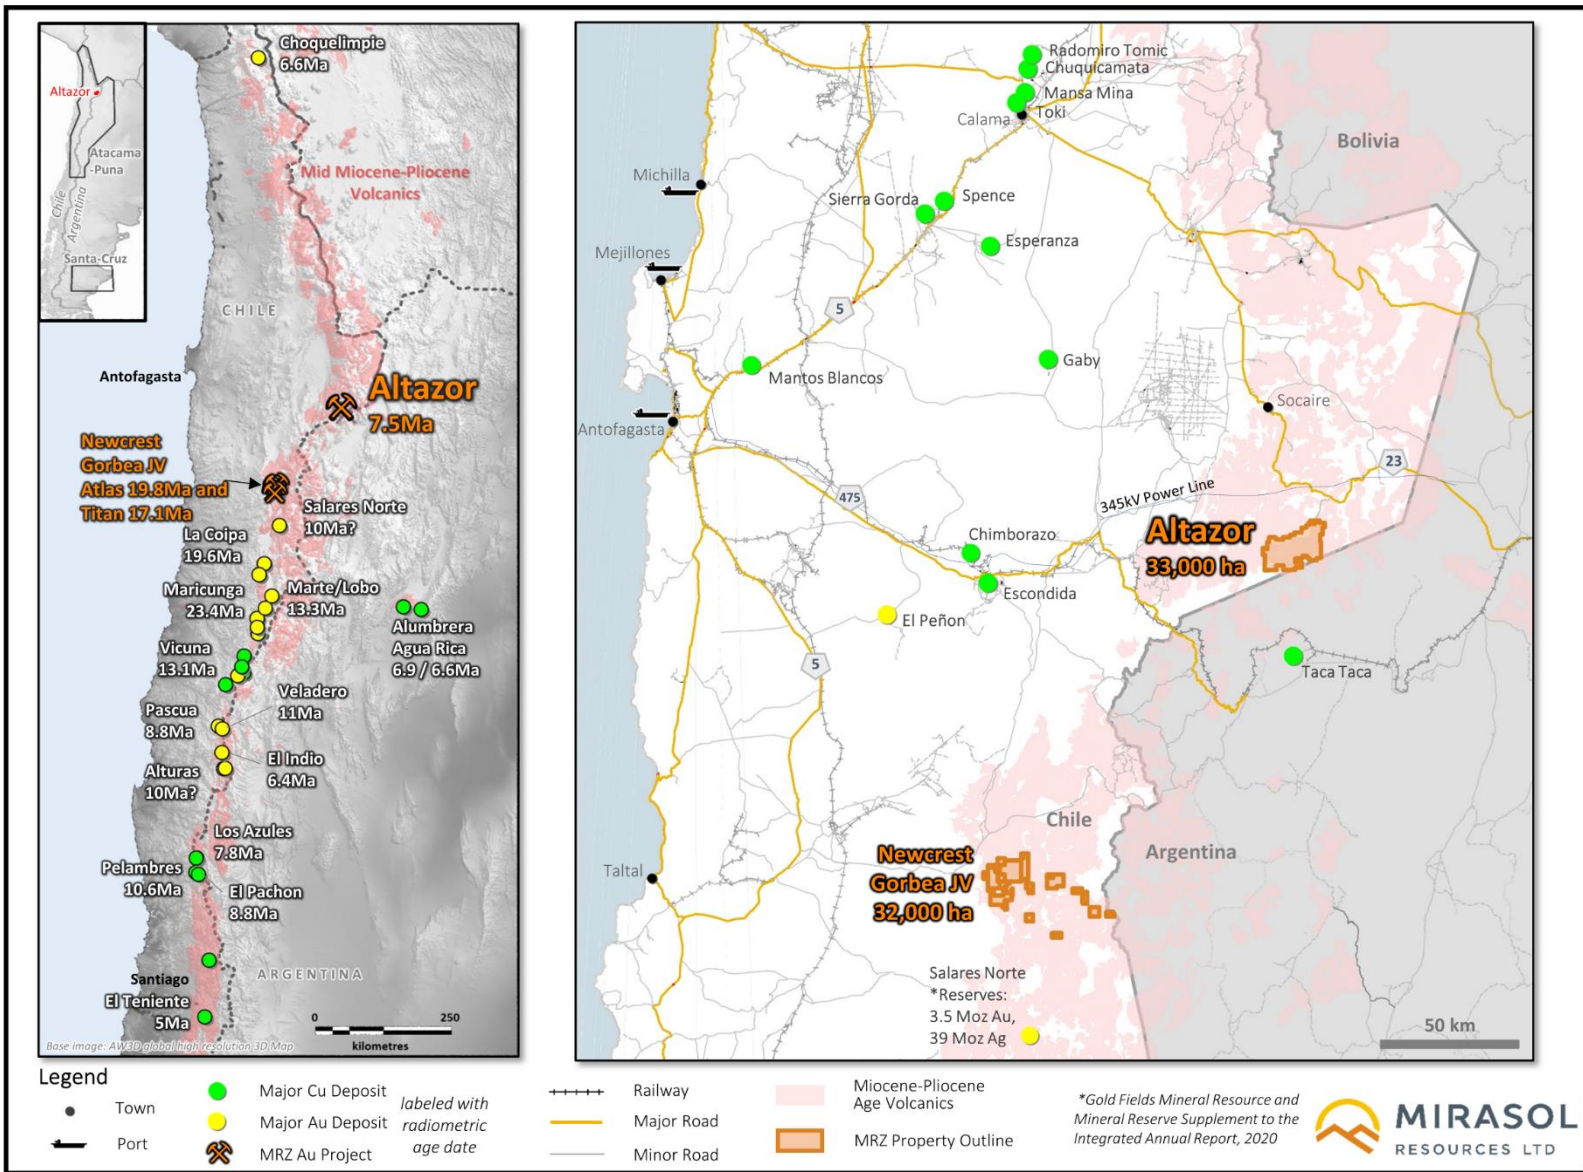 Altazor
Atacama
-Puna
Chile
Argentina
Santa-Cruz
Choquelimpie
6.6Ma
Mid Miocene-Pliocene
Volcanics
CHILE
Antofagasta
Altazor
7.5Ma
Newcrest
Gorbea JV
Atlas 19.8Ma and
Titan 17.1Ma
Salares Norte
10Ma?
La Coipa
19.6Ma
Maricunga
23.4Ma
Marte/Lobo
13.3Ma
Alumbrera
Agua Rica
6.9 / 6.6Ma
Vicuna
13.1Ma
Veladero
11Ma
Pascua
8.8Ma
El Indio
6.4Ma
Alturas
10Ma?
Los Azules
7.8Ma
Pelambres
10.6Ma
El Pachon
8.8Ma
Santiago
ARGENTINA
El Teniente
5Ma
0
250
kilometres
Base image: AW3D global high resolution 3D Map
Radomiro Tomic
Chuquicamata
Mansa Mina
Toki
Calama
Bolivia
Michilla
Spence
Sierra Gorda
Esperanza
Mejillones
5
Gaby
Mantos Blancos
Socaire
Antofagasta
23
475
345kV Power Line
Altazor
33,000 ha
Chimborazo
Escondida
El Peñon
5
Taca Taca
Chile
Argentina
Newcrest
Gorbea JV
32,000 ha
Taltal
Salares Norte
*Reserves:
3.5 Moz Au,
39 Moz Ag
50 km
Legend
Town
Port
Major Cu Deposit
Major Au Deposit
MRZ Au Project
labeled with
radiometric
age date
Railway
Major Road
Minor Road
Miocene-Pliocene
Age Volcanics
MRZ Property Outline
*Gold Fields Mineral Resource and
Mineral Reserve Supplement to the
Integrated Annual Report, 2020
MIRASOL
RESOURCES LTD